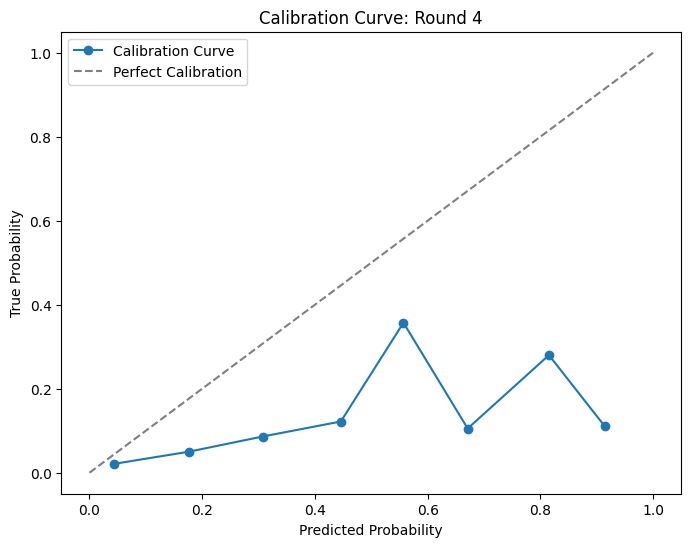 Calibration Curve: Round 4
Calibration Curve
Perfect Calibration
True Probability
1.0
0.8
0.6
0.4
0.2
0.0
0.0 0.2 0.4 0.6 0.8 1.0
Predicted Probability